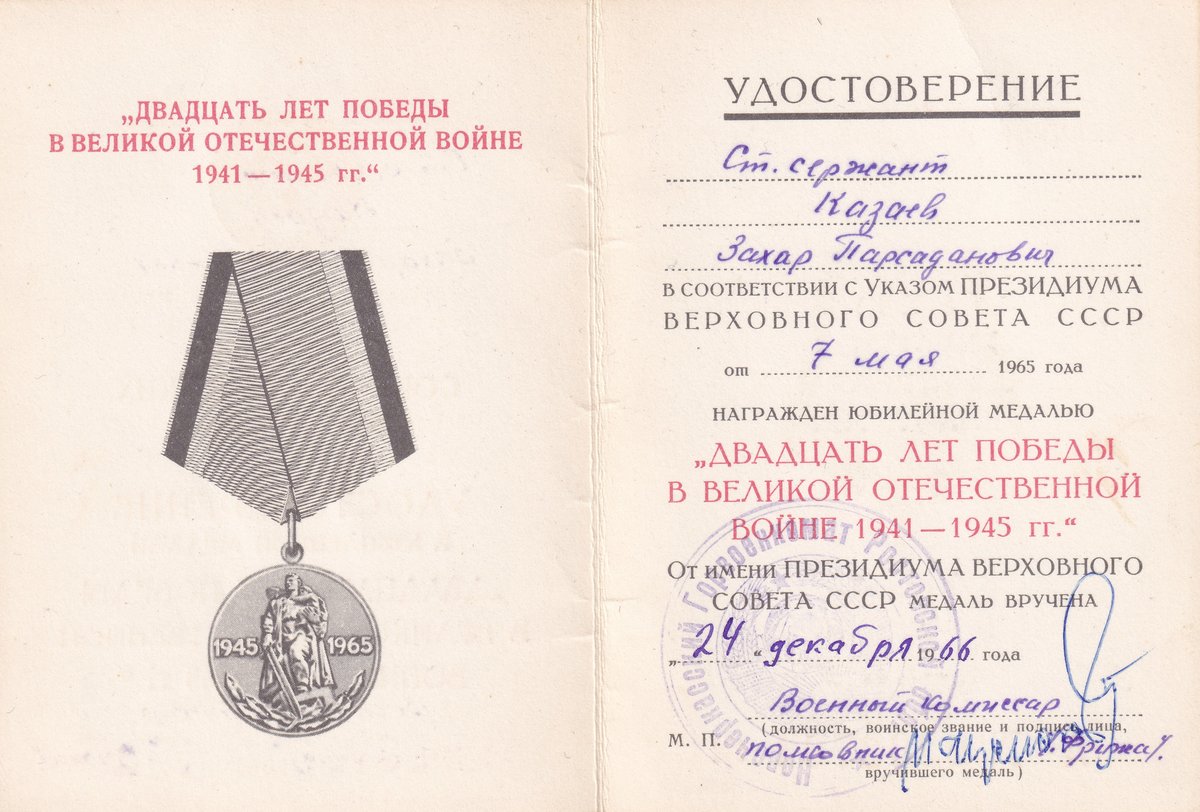 „ДВАДЦАТЬ ЛЕТ ПОБЕДЫ
В ВЕЛИКОЙ ОТЕЧЕСТВЕННОЙ ВОЙНЕ
1941—1945 гг.“
1945 1965
УДОСТОВЕРЕНИЕ
Ст. сержант
Казаев
Захар Парсаданович
В СООТВЕТСТВИИ С УКАЗОМ ПРЕЗИДИУМА
ВЕРХОВНОГО СОВЕТА СССР
от 7 мая 1965 года
НАГРАЖДЕН ЮБИЛЕЙНОЙ МЕДАЛЬЮ
„ДВАДЦАТЬ ЛЕТ ПОБЕДЫ
В ВЕЛИКОЙ ОТЕЧЕСТВЕННОЙ
ВОЙНЕ 1941—1945 гг.“
От имени ПРЕЗИДИУМА ВЕРХОВНОГО
СОВЕТА СССР МЕДАЛЬ ВРУЧЕНА
„24“ декабря 1966 года
Военный комиссар
(должность, воинское звание и подпись лица,
М. П. полковник
вручившего медаль)
Новочеркасский Горвоенкомат Ростовской